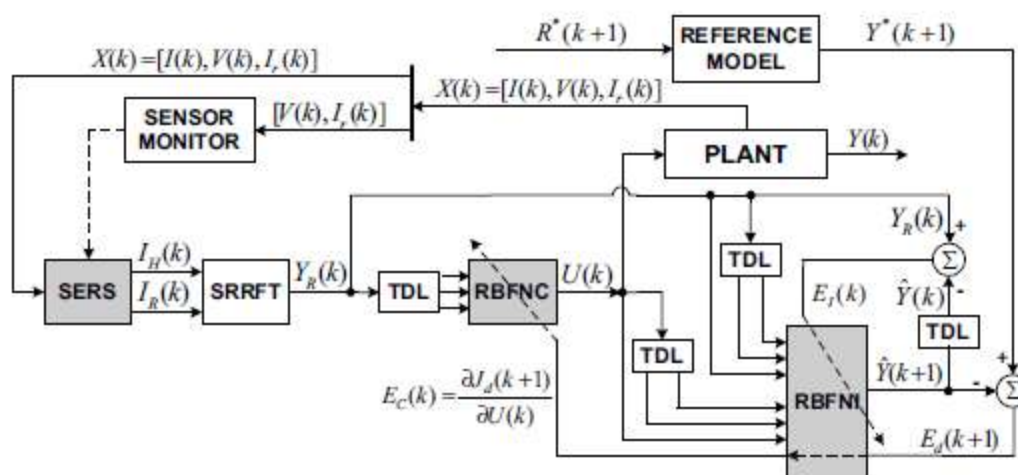 R*(k+1)
REFERENCE
MODEL
Y*(k+1)
X(k)=[I(k),V(k),I_r(k)]
X(k)=[I(k),V(k),I_r(k)]
SENSOR
MONITOR
[V(k),I_r(k)]
PLANT
Y(k)
Y_R(k)
+
Σ
-
TDL
I_H(k)
SERS
I_R(k)
SRRFT
Y_R(k)
TDL
RBFNC
U(k)
E_I(k)
Ŷ(k)
TDL
TDL
+
Σ
-
Ŷ(k+1)
RBFNI
E_C(k)=∂J_d(k+1)/∂U(k)
E_d(k+1)